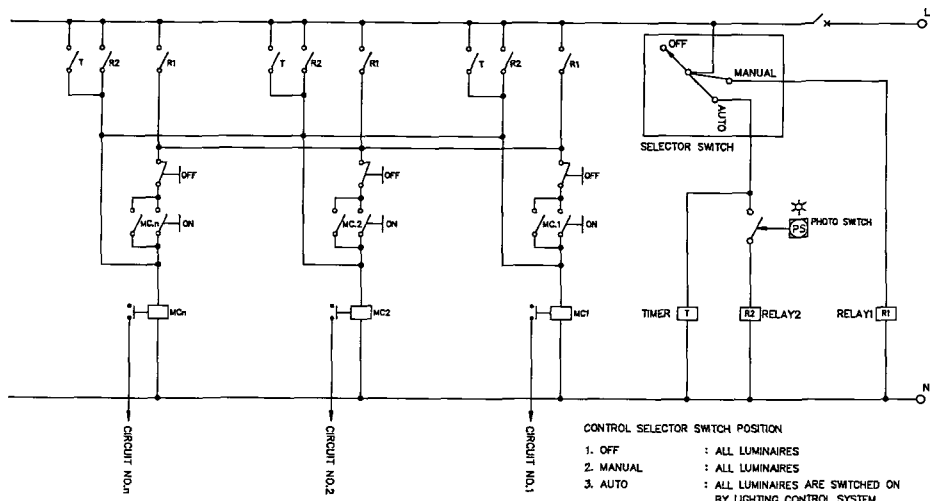 L
T
R2
R1
T
R2
R1
T
R2
R1
OFF
MANUAL
AUTO
SELECTOR SWITCH
OFF
OFF
OFF
MC.n
ON
MC.2
ON
MC.1
ON
PS
PHOTO SWITCH
MCn
MC2
MC1
TIMER
T
R2
RELAY2
RELAY1
R1
N
CIRCUIT NO.n
CIRCUIT NO.2
CIRCUIT NO.1
CONTROL SELECTOR SWITCH POSITION
1. OFF : ALL LUMINAIRES
2. MANUAL : ALL LUMINAIRES
3. AUTO : ALL LUMINAIRES ARE SWITCHED ON
BY LIGHTING CONTROL SYSTEM